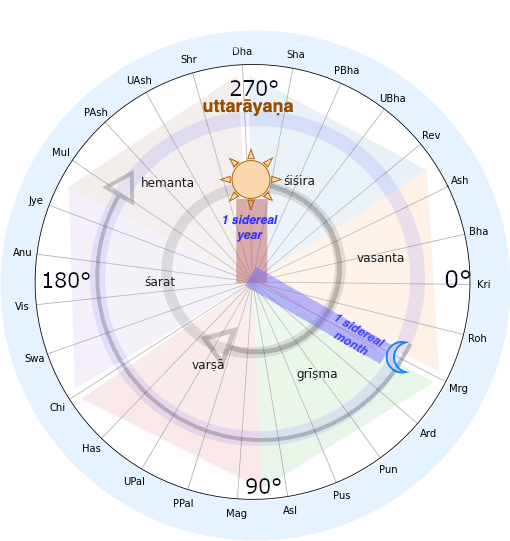 Dha
Shr
Sha
UAsh
PBha
270°
uttarāyaṇa
UBha
PAsh
Rev
Mul
hemanta
śiśira
Ash
Jye
1 sidereal
year
Bha
Anu
vasanta
180°
śarat
0°
Kri
Vis
1 sidereal
month
Roh
Swa
varṣā
grīṣma
Mrg
Chi
Ard
Has
Pun
UPal
90°
Pus
PPal
Mag
Asl